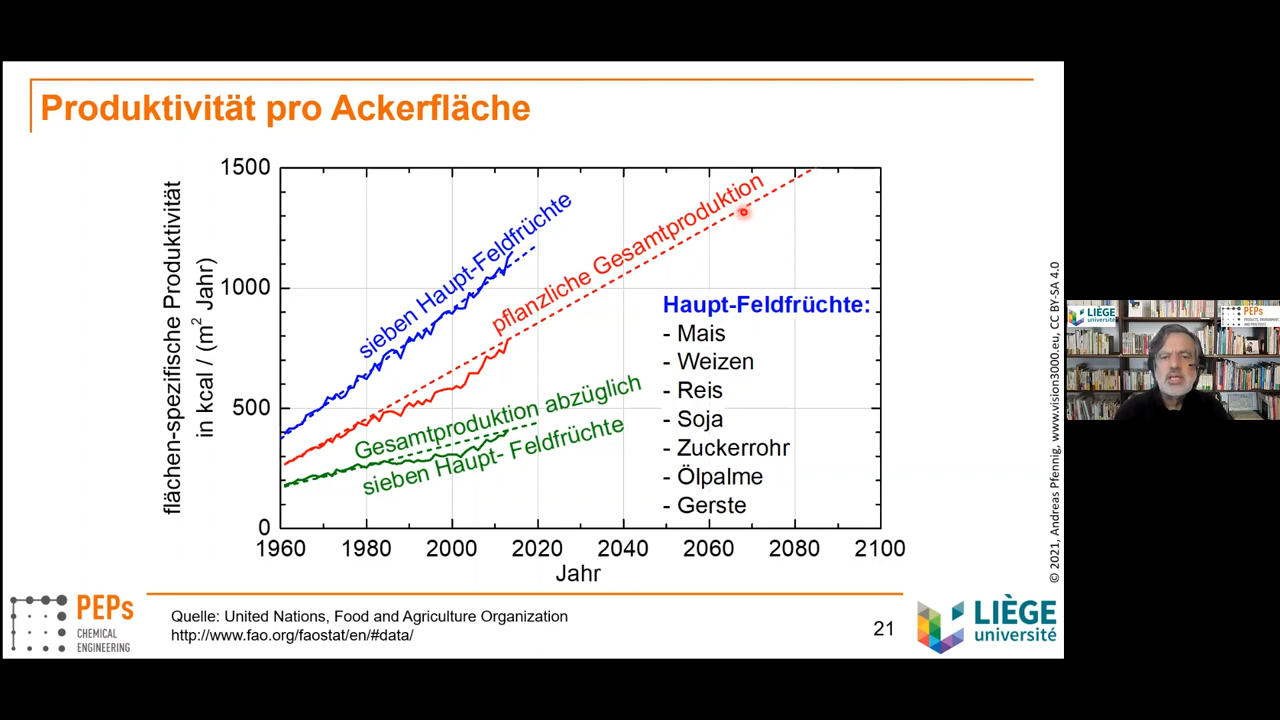 Produktivität pro Ackerfläche
flächen-spezifische Produktivität
in kcal / (m² Jahr)
1500
1000
500
0
1960 1980 2000 2020 2040 2060 2080 2100
Jahr
sieben Haupt-Feldfrüchte
pflanzliche Gesamtproduktion
Gesamtproduktion abzüglich
sieben Haupt- Feldfrüchte
Haupt-Feldfrüchte:
- Mais
- Weizen
- Reis
- Soja
- Zuckerrohr
- Ölpalme
- Gerste
© 2021, Andreas Pfennig, www.vision3000.eu, CC BY-SA 4.0
PEPs
CHEMICAL
ENGINEERING
Quelle: United Nations, Food and Agriculture Organization
http://www.fao.org/faostat/en/#data/
21
LIÈGE
université
LIÈGE
université
PEPs